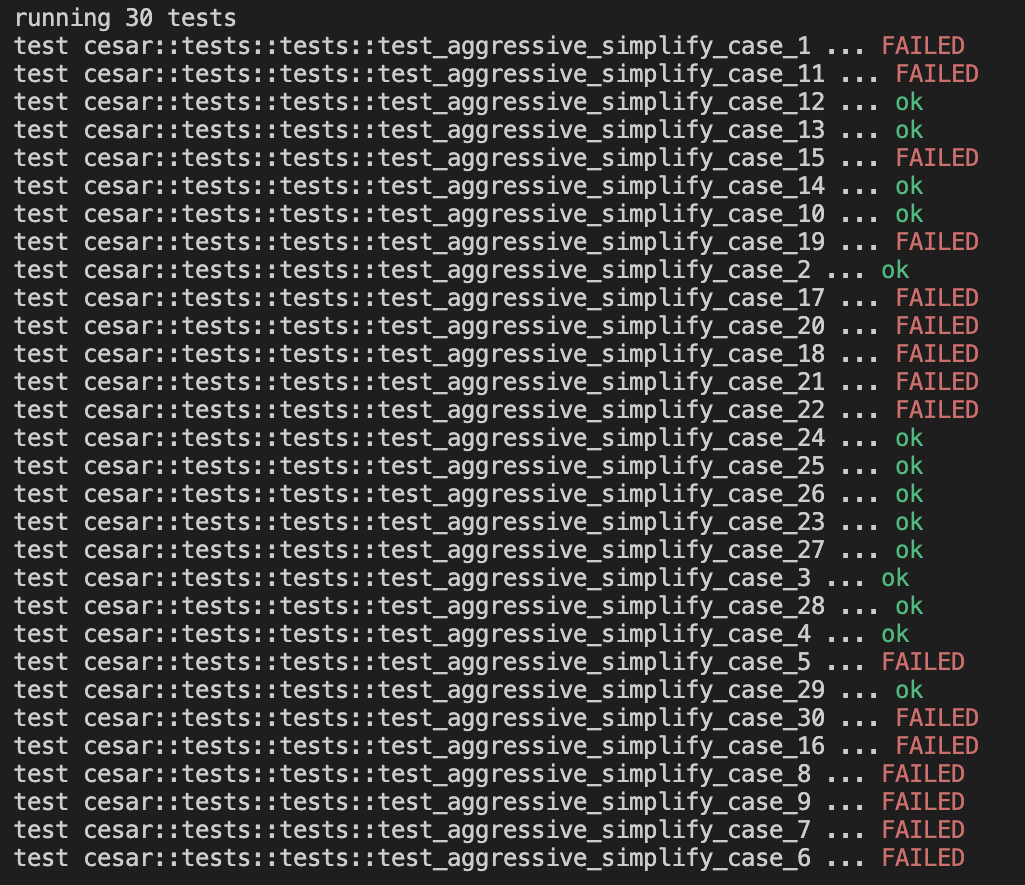 running 30 tests
test cesar::tests::tests::test_aggressive_simplify_case_1 ... FAILED
test cesar::tests::tests::test_aggressive_simplify_case_11 ... FAILED
test cesar::tests::tests::test_aggressive_simplify_case_12 ... ok
test cesar::tests::tests::test_aggressive_simplify_case_13 ... ok
test cesar::tests::tests::test_aggressive_simplify_case_15 ... FAILED
test cesar::tests::tests::test_aggressive_simplify_case_14 ... ok
test cesar::tests::tests::test_aggressive_simplify_case_10 ... ok
test cesar::tests::tests::test_aggressive_simplify_case_19 ... FAILED
test cesar::tests::tests::test_aggressive_simplify_case_2 ... ok
test cesar::tests::tests::test_aggressive_simplify_case_17 ... FAILED
test cesar::tests::tests::test_aggressive_simplify_case_20 ... FAILED
test cesar::tests::tests::test_aggressive_simplify_case_18 ... FAILED
test cesar::tests::tests::test_aggressive_simplify_case_21 ... FAILED
test cesar::tests::tests::test_aggressive_simplify_case_22 ... FAILED
test cesar::tests::tests::test_aggressive_simplify_case_24 ... ok
test cesar::tests::tests::test_aggressive_simplify_case_25 ... ok
test cesar::tests::tests::test_aggressive_simplify_case_26 ... ok
test cesar::tests::tests::test_aggressive_simplify_case_23 ... ok
test cesar::tests::tests::test_aggressive_simplify_case_27 ... ok
test cesar::tests::tests::test_aggressive_simplify_case_3 ... ok
test cesar::tests::tests::test_aggressive_simplify_case_28 ... ok
test cesar::tests::tests::test_aggressive_simplify_case_4 ... ok
test cesar::tests::tests::test_aggressive_simplify_case_5 ... FAILED
test cesar::tests::tests::test_aggressive_simplify_case_29 ... ok
test cesar::tests::tests::test_aggressive_simplify_case_30 ... FAILED
test cesar::tests::tests::test_aggressive_simplify_case_16 ... FAILED
test cesar::tests::tests::test_aggressive_simplify_case_8 ... FAILED
test cesar::tests::tests::test_aggressive_simplify_case_9 ... FAILED
test cesar::tests::tests::test_aggressive_simplify_case_7 ... FAILED
test cesar::tests::tests::test_aggressive_simplify_case_6 ... FAILED